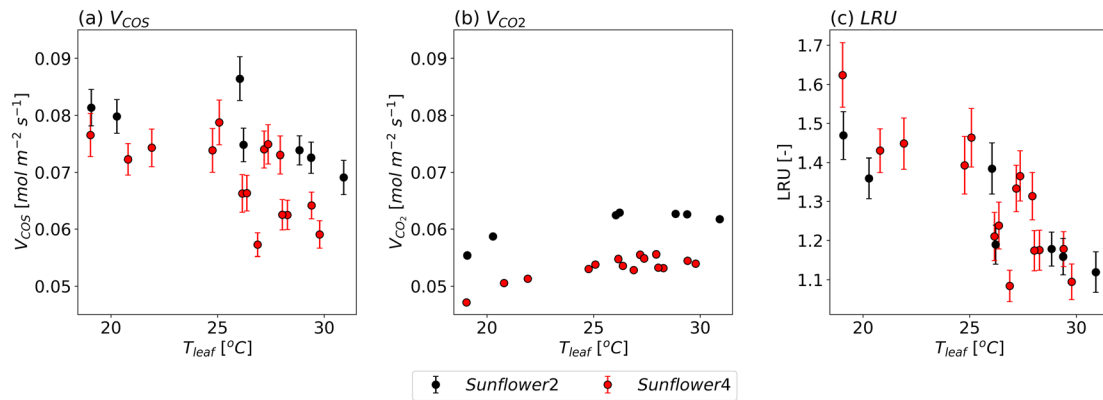 (a) V_COS
(b) V_CO2
(c) LRU
V_COS [mol m⁻² s⁻¹]
0.09
0.08
0.07
0.06
0.05
20
25
30
T_leaf [°C]
V_CO₂ [mol m⁻² s⁻¹]
0.09
0.08
0.07
0.06
0.05
20
25
30
T_leaf [°C]
LRU [-]
1.7
1.6
1.5
1.4
1.3
1.2
1.1
20
25
30
T_leaf [°C]
Sunflower2
Sunflower4